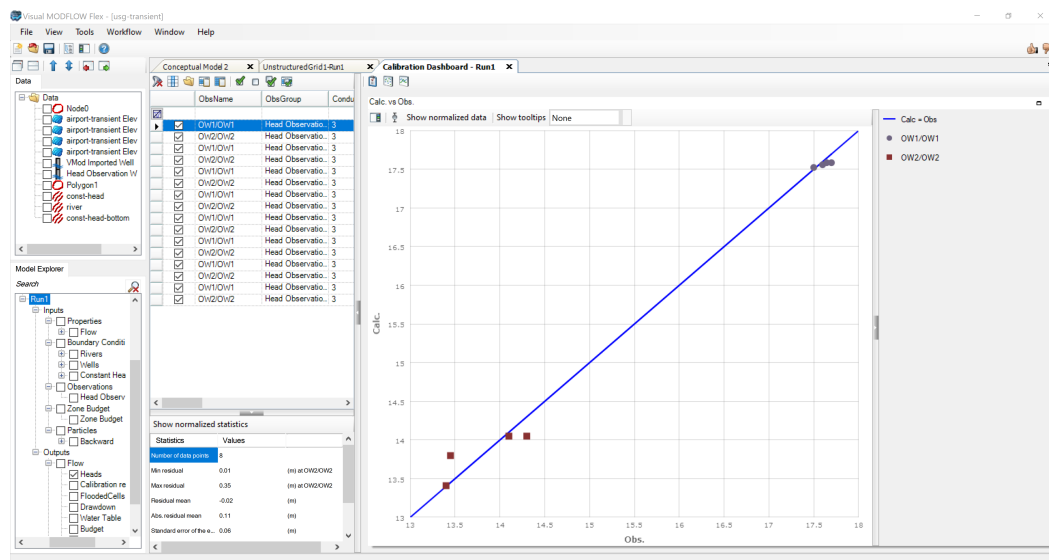 Visual MODFLOW Flex - [usg-transient]
File View Tools Workflow Window Help
Data
Data
Node0
airport-transient Elev
airport-transient Elev
airport-transient Elev
airport-transient Elev
VMod Imported Well
Head Observation W
Polygon1
const-head
river
const-head-bottom
Model Explorer
Search
Run1
Inputs
Properties
Flow
Boundary Conditi
Rivers
Wells
Constant Hea
Observations
Head Observ
Zone Budget
Zone Budget
Particles
Backward
Outputs
Flow
Heads
Calibration re
FloodedCells
Drawdown
Water Table
Budget
Conceptual Model 2 UnstructuredGrid1-Run1 Calibration Dashboard - Run1
ObsName ObsGroup Condu
OW1/OW1 Head Observatio.. 3
OW2/OW2 Head Observatio.. 3
OW1/OW1 Head Observatio.. 3
OW2/OW2 Head Observatio.. 3
OW1/OW1 Head Observatio.. 3
OW2/OW2 Head Observatio.. 3
OW1/OW1 Head Observatio.. 3
OW2/OW2 Head Observatio.. 3
OW1/OW1 Head Observatio.. 3
OW2/OW2 Head Observatio.. 3
OW1/OW1 Head Observatio.. 3
OW2/OW2 Head Observatio.. 3
OW1/OW1 Head Observatio.. 3
OW2/OW2 Head Observatio.. 3
OW1/OW1 Head Observatio.. 3
OW2/OW2 Head Observatio.. 3
Show normalized statistics
Statistics Values
Number of data points 8
Min residual 0.01 (m) at OW2/OW2
Max residual 0.35 (m) at OW2/OW2
Residual mean -0.02 (m)
Abs. residual mean 0.11 (m)
Standard error of the e... 0.06 (m)
Calc. vs Obs.
Show normalized data Show tooltips None
18
17.5
17
16.5
16
15.5
15
14.5
14
13.5
13
Calc.
13 13.5 14 14.5 15 15.5 16 16.5 17 17.5 18
Obs.
Calc = Obs
OW1/OW1
OW2/OW2